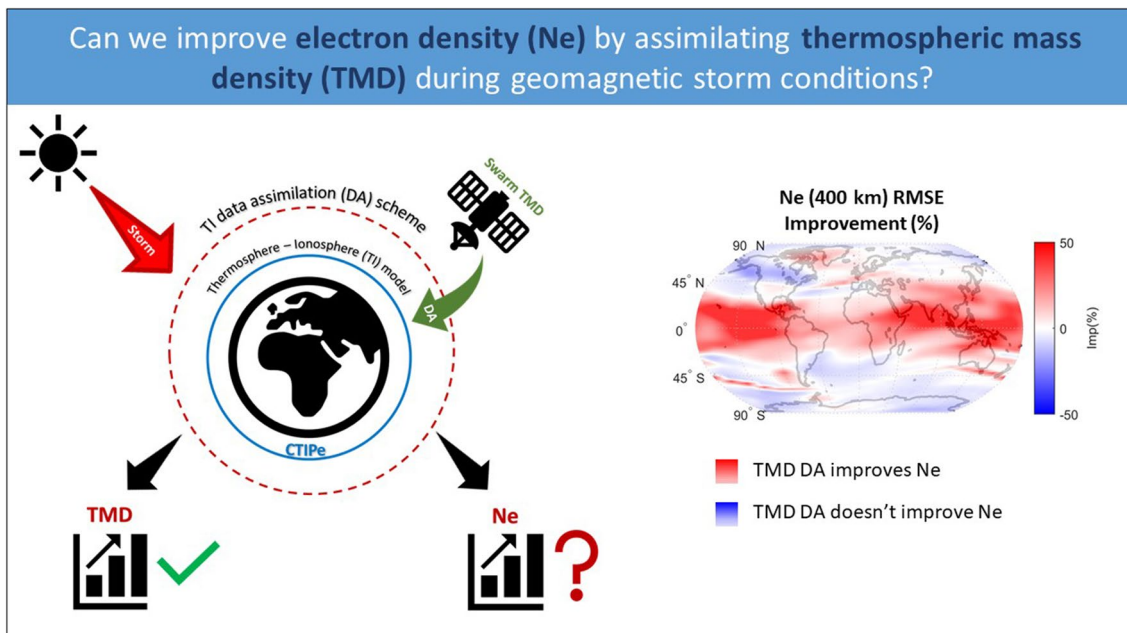 Can we improve electron density (Ne) by assimilating thermospheric mass
density (TMD) during geomagnetic storm conditions?
Storm
TI data assimilation (DA) scheme
Thermosphere – Ionosphere (TI) model
Swarm TMD
DA
CTIPe
TMD
Ne
?
Ne (400 km) RMSE
Improvement (%)
90° N
45° N
0°
45° S
90° S
50
0
-50
Imp(%)
TMD DA improves Ne
TMD DA doesn't improve Ne